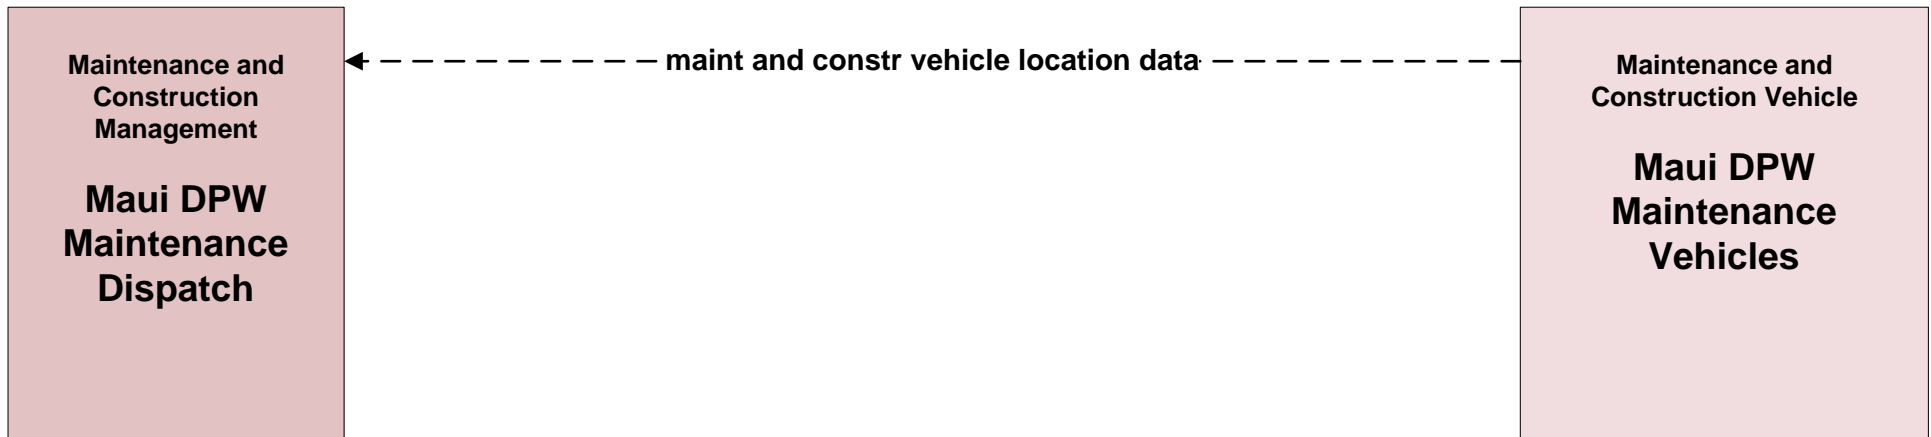 Maintenance and
Construction
Management
Maui DPW
Maintenance
Dispatch
maint and constr vehicle location data
Maintenance and
Construction Vehicle
Maui DPW
Maintenance
Vehicles